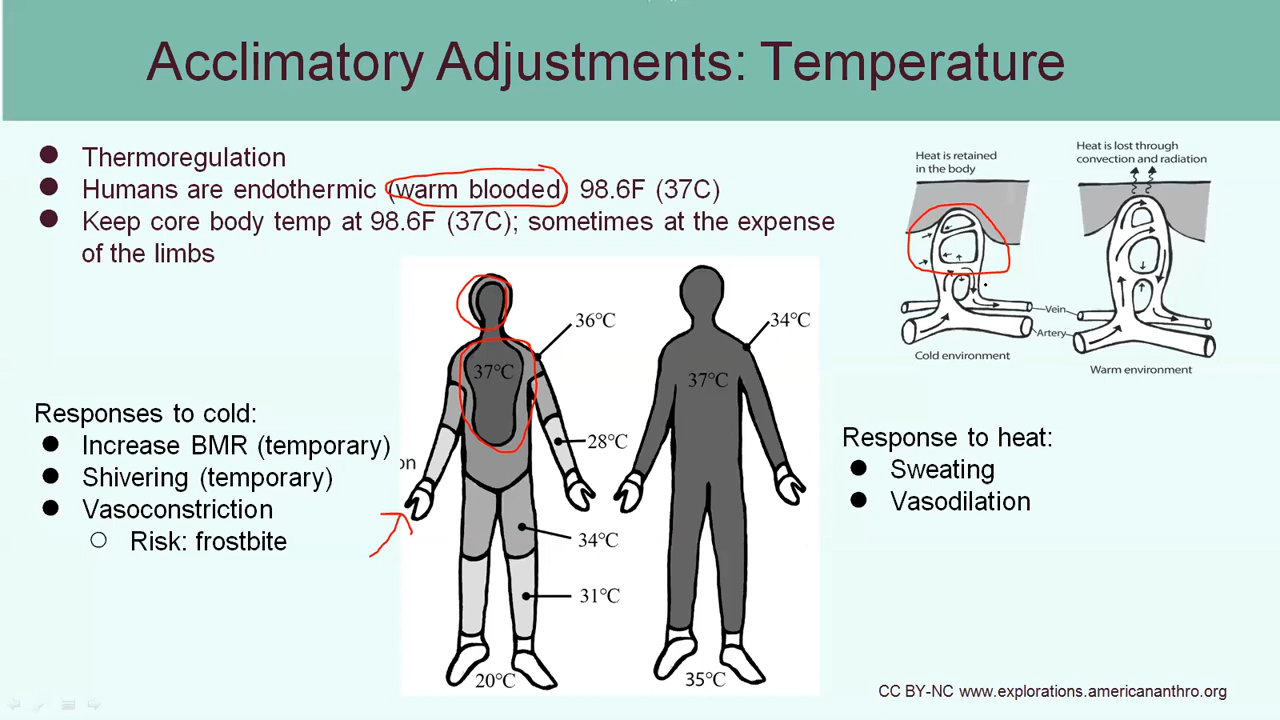 Acclimatory Adjustments: Temperature
● Thermoregulation
● Humans are endothermic (warm blooded) 98.6F (37C)
● Keep core body temp at 98.6F (37C); sometimes at the expense
of the limbs
Heat is retained
in the body
Heat is lost through
convection and radiation
Vein
Artery
Cold environment
Warm environment
36°C
37°C
28°C
34°C
31°C
20°C
34°C
37°C
35°C
on
Responses to cold:
● Increase BMR (temporary)
● Shivering (temporary)
● Vasoconstriction
○ Risk: frostbite
Response to heat:
● Sweating
● Vasodilation
CC BY-NC www.explorations.americananthro.org